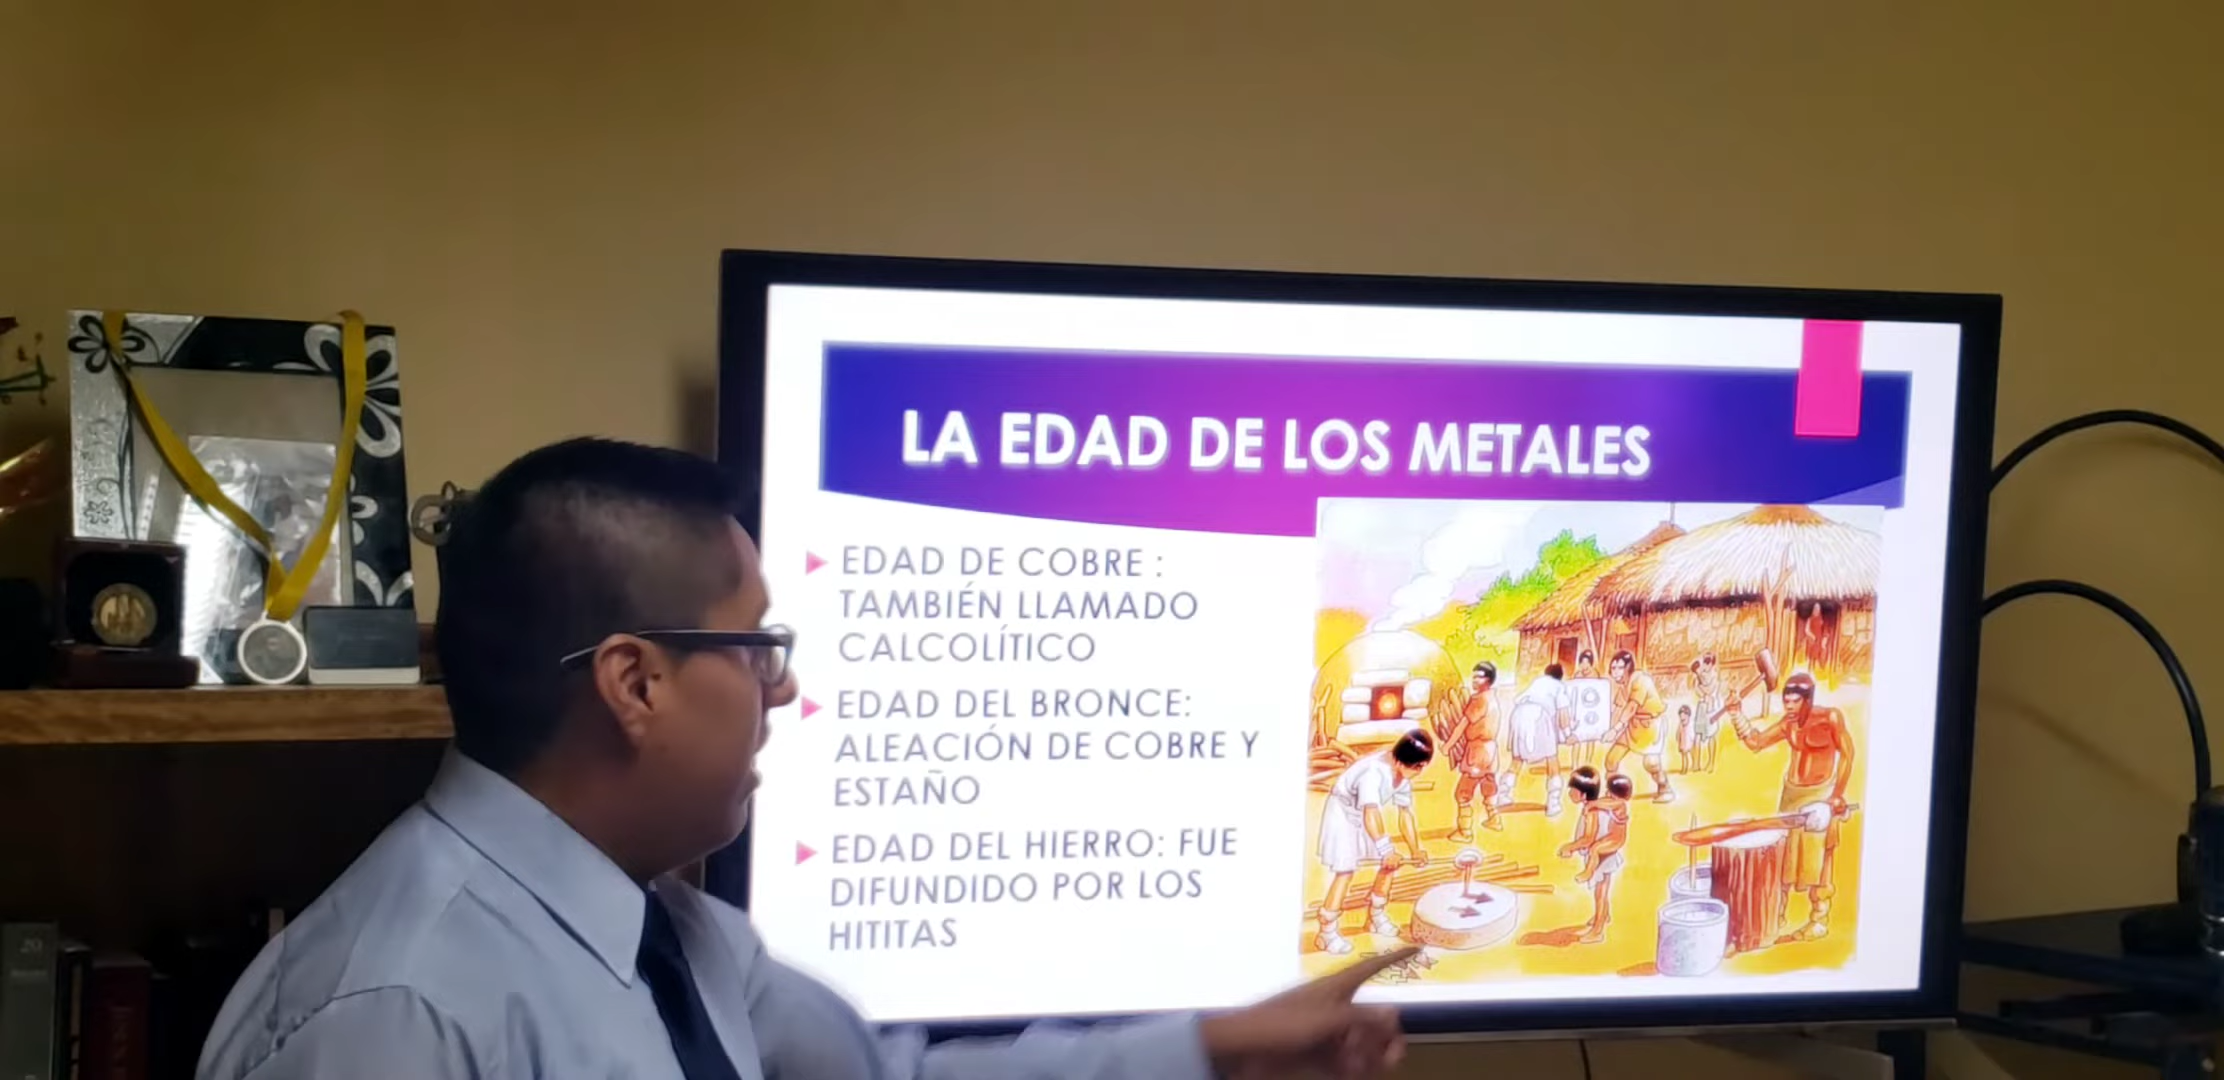 LA EDAD DE LOS METALES
EDAD DE COBRE :
TAMBIÉN LLAMADO
CALCOLÍTICO
EDAD DEL BRONCE:
ALEACIÓN DE COBRE Y
ESTAÑO
EDAD DEL HIERRO: FUE
DIFUNDIDO POR LOS
HITITAS
20